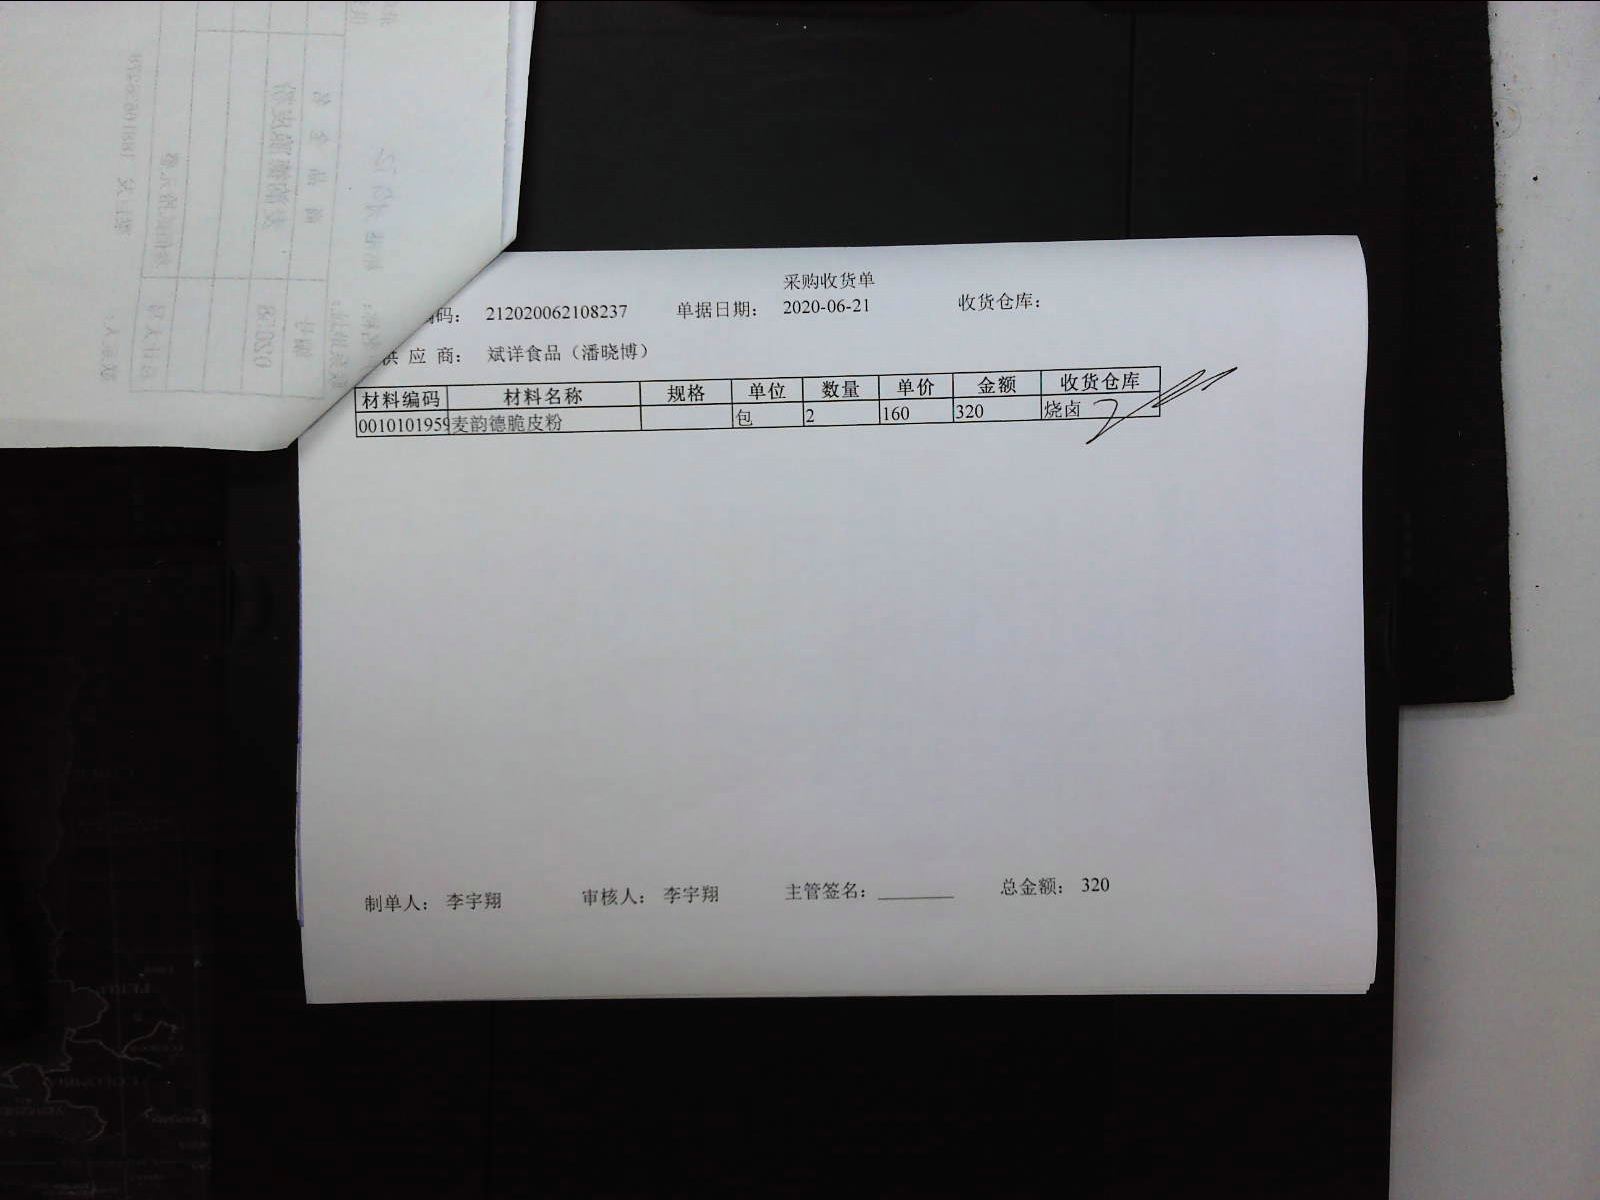 采购收货单
码： 212020062108237 单据日期： 2020-06-21 收货仓库：
供 应 商： 斌洋食品（潘晓博）
材料编码 材料名称 规格 单位 数量 单价 金额 收货仓库
0010101959 麦韵德脆皮粉 包 2 160 320 烧卤
制单人： 李宇翔 审核人： 李宇翔 主管签名：________ 总金额： 320